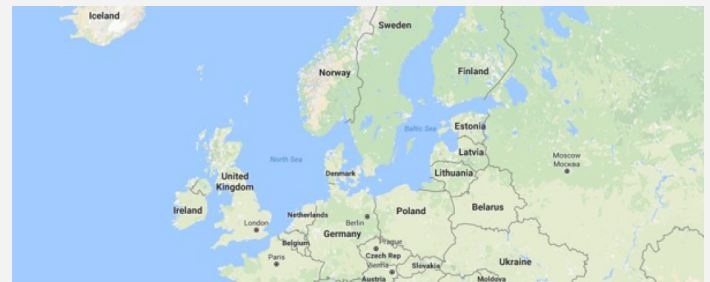 Iceland
Sweden
Norway
Finland
Baltic Sea
Estonia
North Sea
Latvia
Moscow
Москва
Denmark
Lithuania
United
Kingdom
Ireland
Netherlands
Poland
Belarus
London
Berlin
Germany
Belgium
Prague
Paris
Czech Rep
Vienna
Slovakia
Ukraine
Austria
Moldova